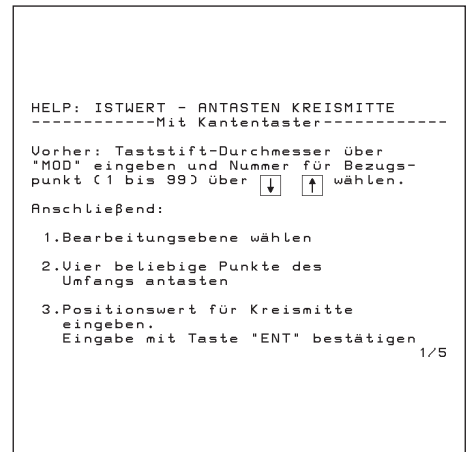 HELP: ISTWERT - ANTASTEN KREISMITTE
------------Mit Kantentaster------------
Vorher: Taststift-Durchmesser über
"MOD" eingeben und Nummer für Bezugs-
punkt (1 bis 99) über ↓ ↑ wählen.
Anschließend:
1.Bearbeitungsebene wählen
2.Vier beliebige Punkte des
Umfangs antasten
3.Positionswert für Kreismitte
eingeben.
Eingabe mit Taste "ENT" bestätigen
1/5